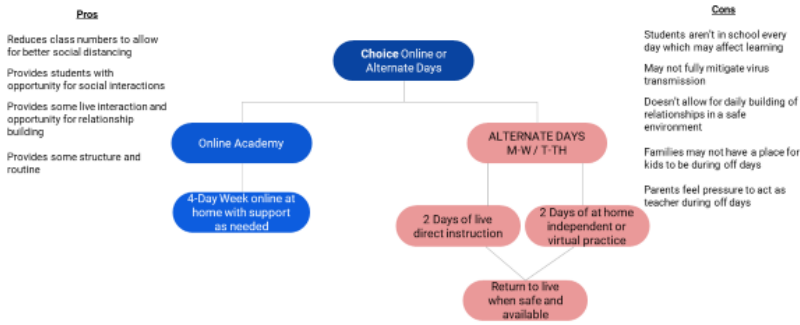 Pros
Reduces class numbers to allow
for better social distancing
Provides students with
opportunity for social interactions
Provides some live interaction and
opportunity for relationship
building
Provides some structure and
routine
Choice Online or
Alternate Days
Online Academy
4-Day Week online at
home with support
as needed
ALTERNATE DAYS
M-W / T-TH
2 Days of live
direct instruction
2 Days of at home
independent or
virtual practice
Return to live
when safe and
available
Cons
Students aren't in school every
day which may affect learning
May not fully mitigate virus
transmission
Doesn't allow for daily building of
relationships in a safe
environment
Families may not have a place for
kids to be during off days
Parents feel pressure to act as
teacher during off days